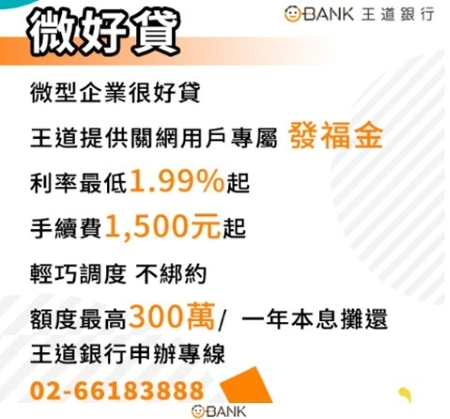 BANK 王道銀行
微好貸
微型企業很好貸
王道提供關網用戶專屬 發福金
利率最低1.99%起
手續費1,500元起
輕巧調度 不綁約
額度最高300萬/ 一年本息攤還
王道銀行申辦專線
02-66183888
BANK